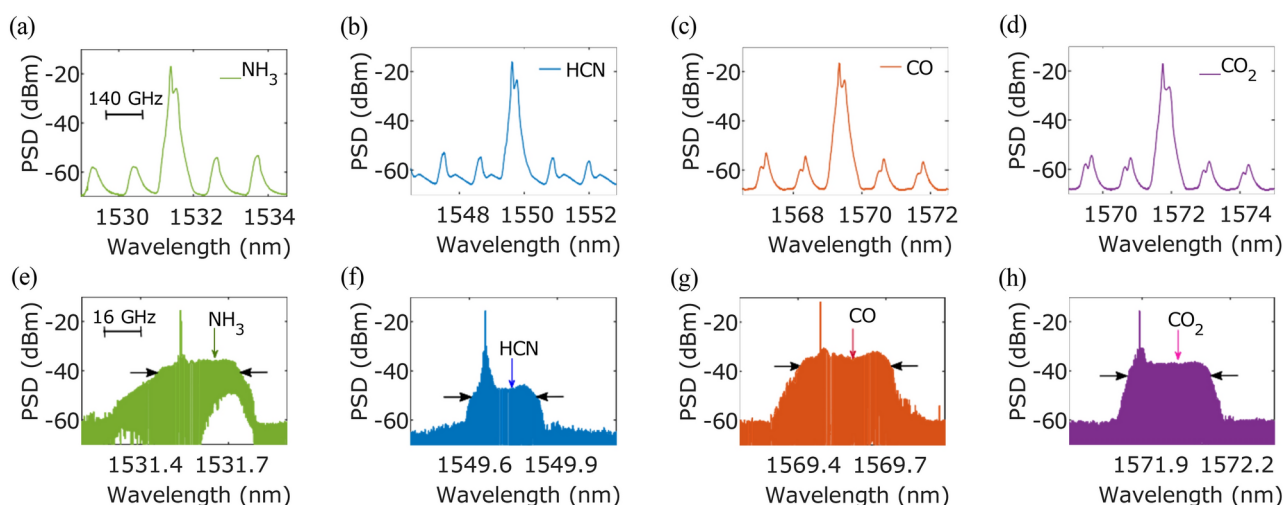 (a)
(b)
(c)
(d)
PSD (dBm)
-20
-40
-60
NH₃
140 GHz
1530 1532 1534
Wavelength (nm)
PSD (dBm)
-20
-40
-60
HCN
1548 1550 1552
Wavelength (nm)
PSD (dBm)
-20
-40
-60
CO
1568 1570 1572
Wavelength (nm)
PSD (dBm)
-20
-40
-60
CO₂
1570 1572 1574
Wavelength (nm)
(e)
(f)
(g)
(h)
PSD (dBm)
-20
-40
-60
16 GHz
NH₃
1531.4 1531.7
Wavelength (nm)
PSD (dBm)
-20
-40
-60
HCN
1549.6 1549.9
Wavelength (nm)
PSD (dBm)
-20
-40
-60
CO
1569.4 1569.7
Wavelength (nm)
PSD (dBm)
-20
-40
-60
CO₂
1571.9 1572.2
Wavelength (nm)